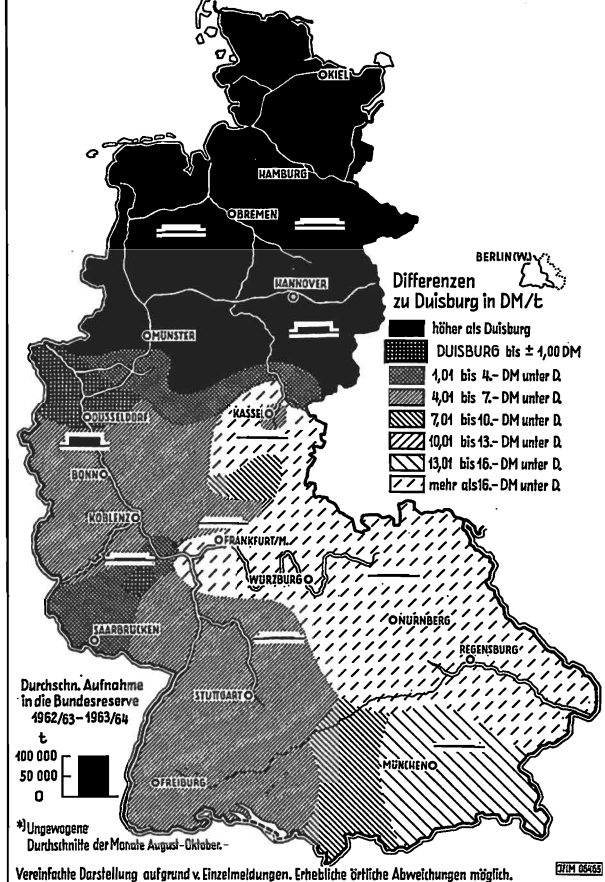 KIEL
HAMBURG
BREMEN
BERLIN(W.)
HANNOVER
Differenzen
zu Duisburg in DM/t
höher als Duisburg
MÜNSTER
DUISBURG bis ± 1,00 DM
1,01 bis 4.- DM unter D.
4,01 bis 7.- DM unter D.
DÜSSELDORF
KASSEL
7,01 bis 10.- DM unter D.
10,01 bis 13.- DM unter D.
13,01 bis 16.- DM unter D.
BONN
mehr als 16.- DM unter D.
KOBLENZ
FRANKFURT/M.
WÜRZBURG
NÜRNBERG
SAARBRÜCKEN
REGENSBURG
Durchschn. Aufnahme
in die Bundesreserve
1962/63-1963/64
STUTTGART
t
100 000
50 000
0
MÜNCHEN
FREIBURG
*) Ungewogene
Durchschnitte der Monate August-Oktober.-
Vereinfachte Darstellung aufgrund v. Einzelmeldungen. Erhebliche örtliche Abweichungen möglich.